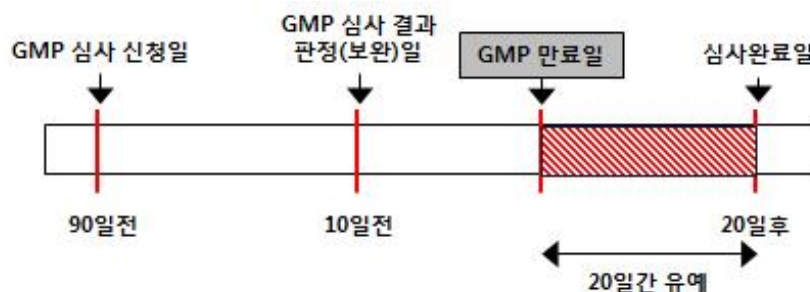 GMP 심사 신청일
GMP 심사 결과
판정(보완)일
GMP 만료일
심사완료일
90일전
10일전
20일후
20일간 유예